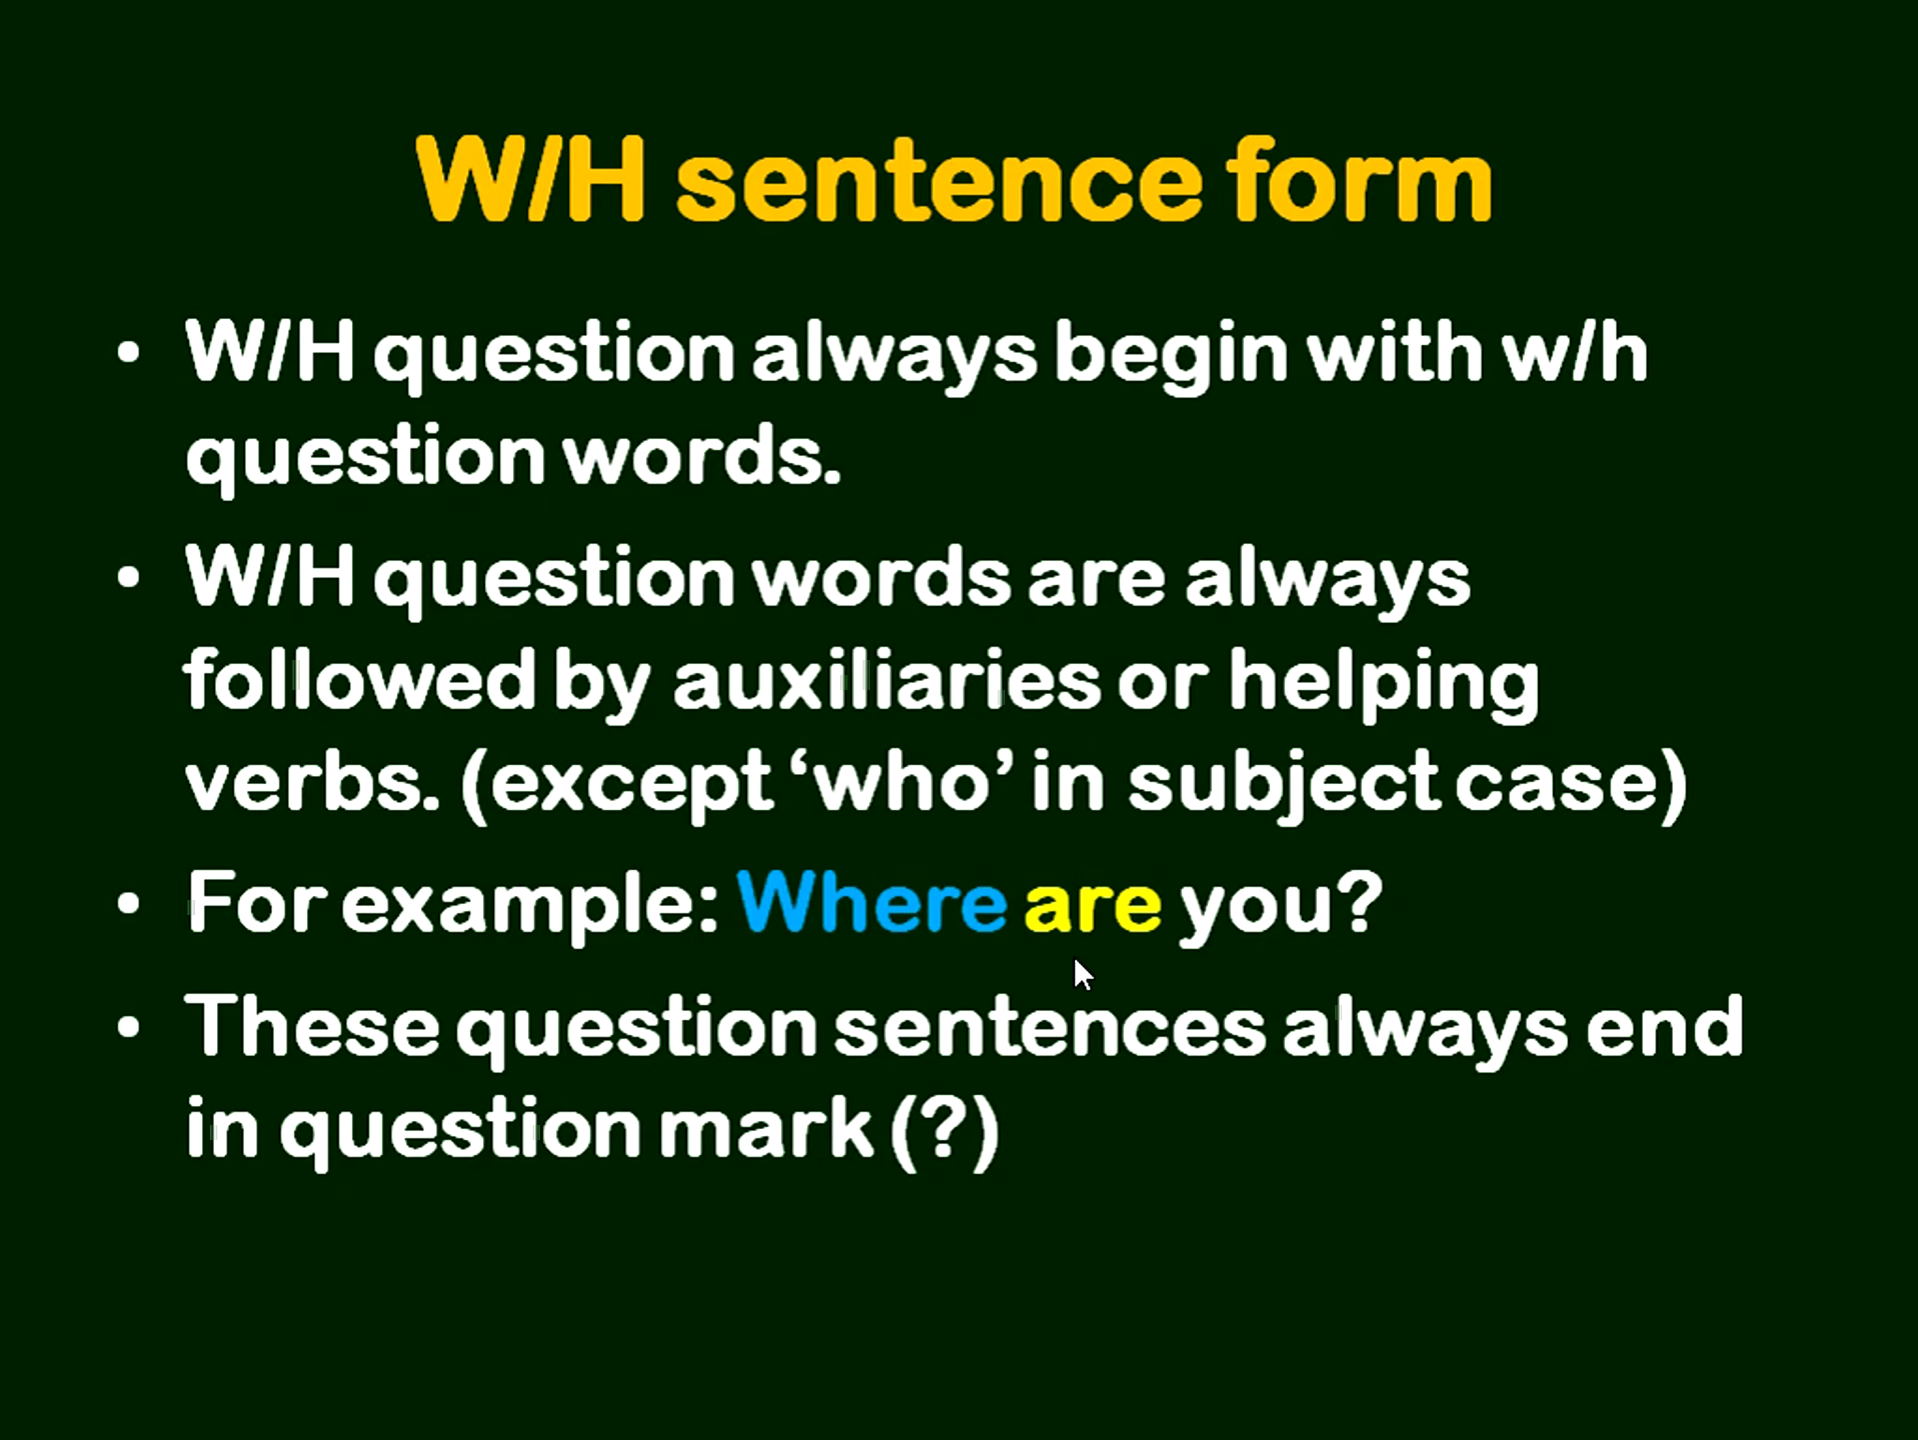 W/H sentence form
• W/H question always begin with w/h
question words.
• W/H question words are always
followed by auxiliaries or helping
verbs. (except ‘who’ in subject case)
• For example: Where are you?
• These question sentences always end
in question mark (?)